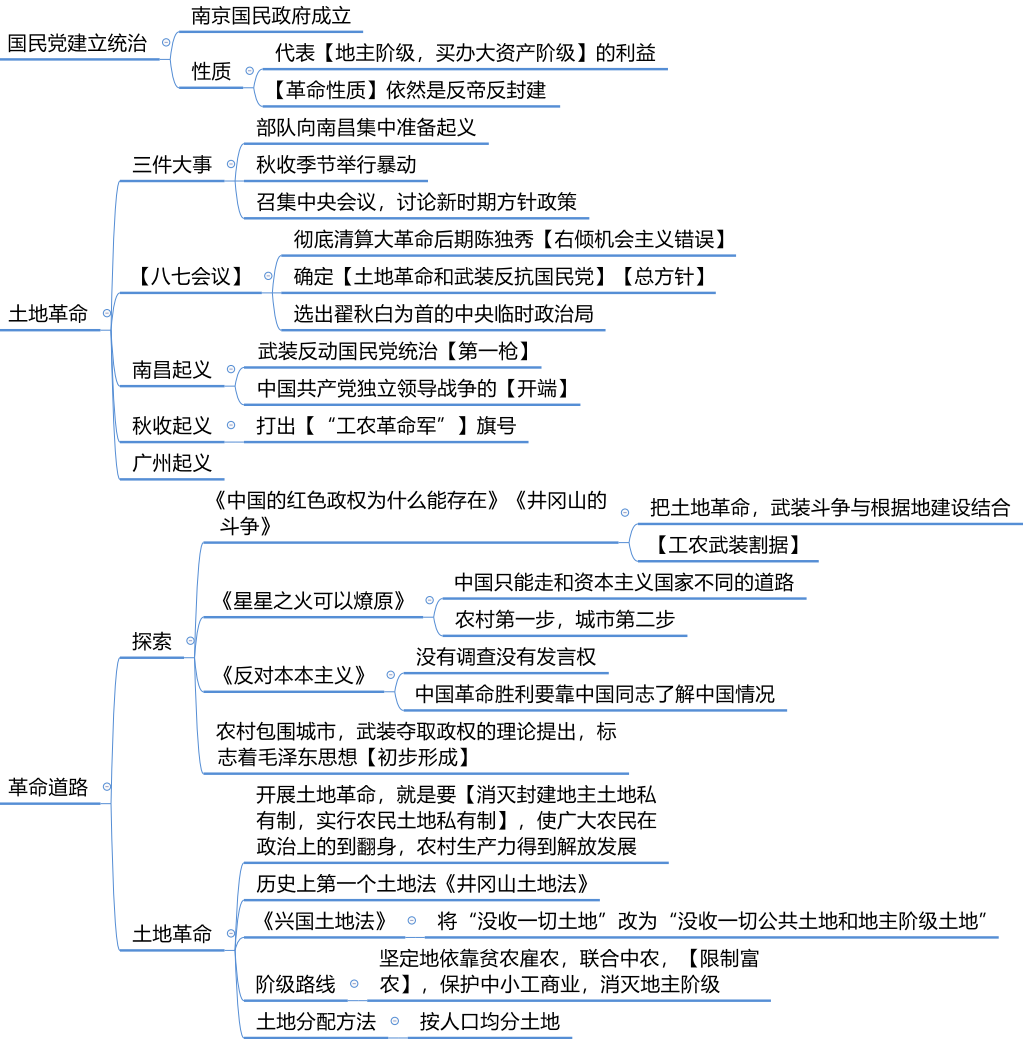 国民党建立统治
南京国民政府成立
性质
代表【地主阶级，买办大资产阶级】的利益
【革命性质】依然是反帝反封建
土地革命
三件大事
部队向南昌集中准备起义
秋收季节举行暴动
召集中央会议，讨论新时期方针政策
【八七会议】
彻底清算大革命后期陈独秀【右倾机会主义错误】
确定【土地革命和武装反抗国民党】【总方针】
选出翟秋白为首的中央临时政治局
南昌起义
武装反动国民党统治【第一枪】
中国共产党独立领导战争的【开端】
秋收起义
打出【“工农革命军”】旗号
广州起义
革命道路
探索
《中国的红色政权为什么能存在》《井冈山的
斗争》
把土地革命，武装斗争与根据地建设结合
【工农武装割据】
《星星之火可以燎原》
中国只能走和资本主义国家不同的道路
农村第一步，城市第二步
《反对本本主义》
没有调查没有发言权
中国革命胜利要靠中国同志了解中国情况
农村包围城市，武装夺取政权的理论提出，标
志着毛泽东思想【初步形成】
土地革命
开展土地革命，就是要【消灭封建地主土地私
有制，实行农民土地私有制】，使广大农民在
政治上的到翻身，农村生产力得到解放发展
历史上第一个土地法《井冈山土地法》
《兴国土地法》
将“没收一切土地”改为“没收一切公共土地和地主阶级土地”
阶级路线
坚定地依靠贫农雇农，联合中农，【限制富
农】，保护中小工商业，消灭地主阶级
土地分配方法
按人口均分土地